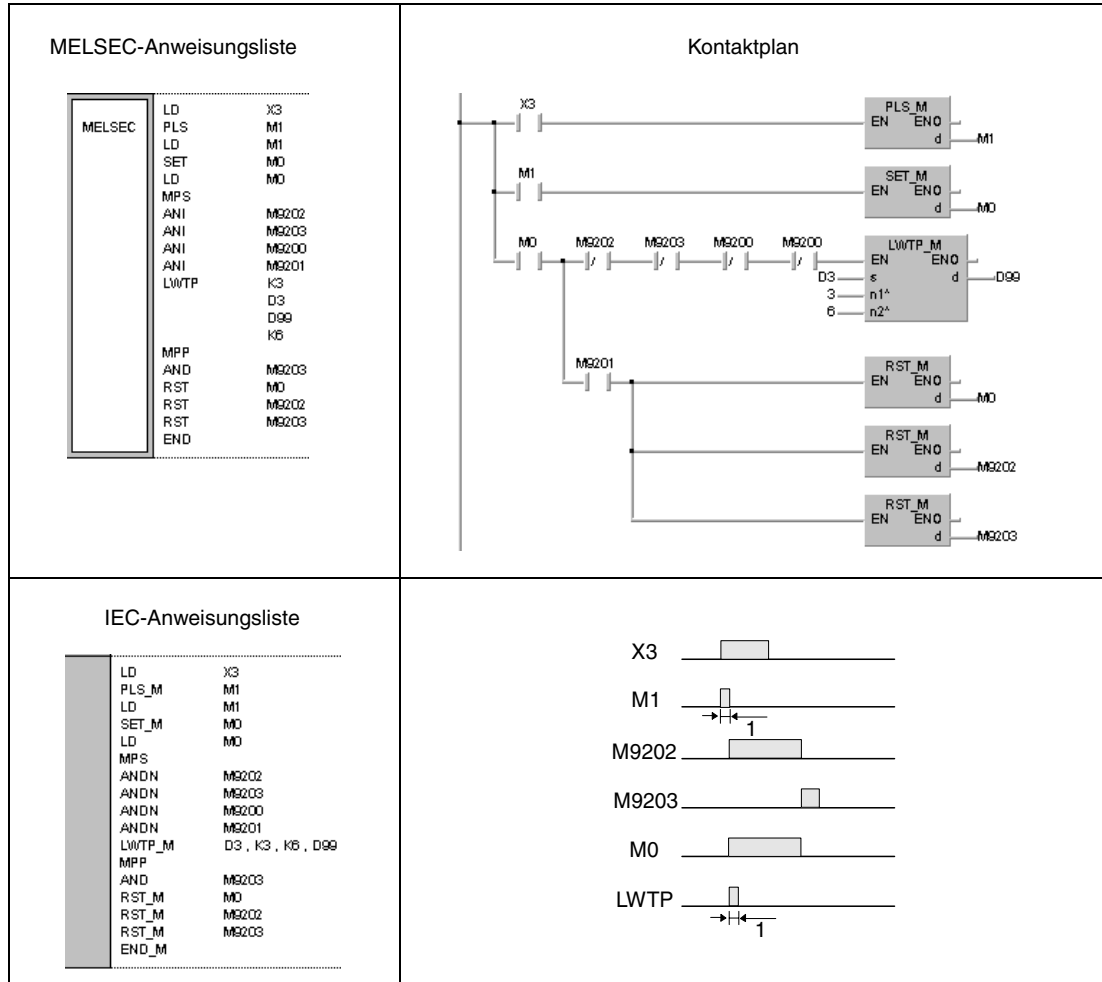 MELSEC-Anweisungsliste
MELSEC
LD X3
PLS M1
LD M1
SET M0
LD M0
MPS
ANI M9202
ANI M9203
ANI M9200
ANI M9201
LWTP K3
D3
D99
K6
MPP
AND M9203
RST M0
RST M202
RST M9203
END
Kontaktplan
X3
PLS_M
EN ENO
d M1
M1
SET_M
EN ENO
d M0
M0 M9202 M9203 M9200 M9200
LWTP_M
EN ENO
D3 s d D99
3 n1^
6 n2^
M9201
RST_M
EN ENO
d M0
RST_M
EN ENO
d M9202
RST_M
EN ENO
d M9203
IEC-Anweisungsliste
LD X3
PLS_M M1
LD M1
SET_M M0
LD M0
MPS
ANDN M9202
ANDN M9203
ANDN M9200
ANDN M9201
LWTP_M D3 , K3 , K6 , D99
MPP
AND M9203
RST_M M0
RST_M M9202
RST_M M9203
END_M
X3
M1
1
M9202
M9203
M0
LWTP
1